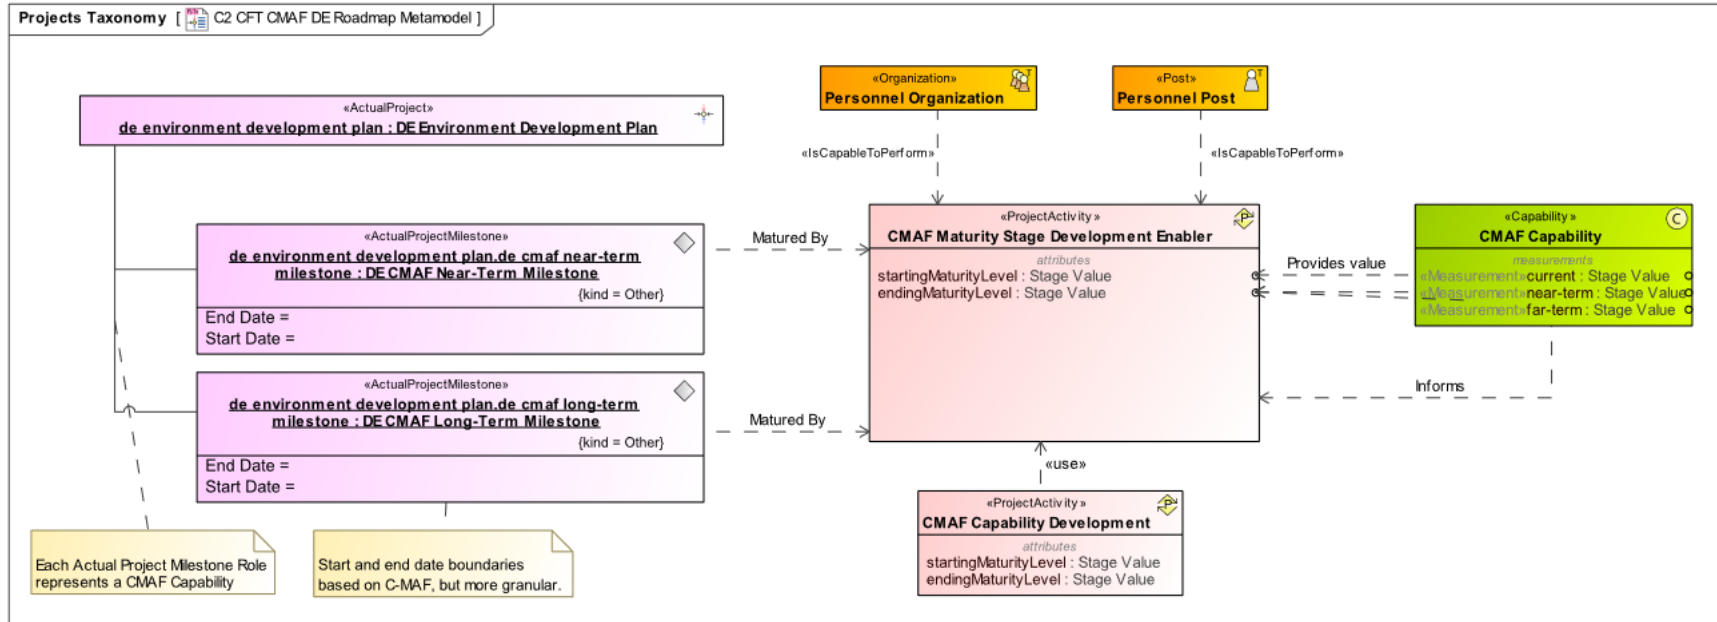 Projects Taxonomy [ C2 CFT CMAF DE Roadmap Metamodel ]
«ActualProject»
de environment development plan : DE Environment Development Plan
«ActualProjectMilestone»
de environment development plan.de cmaf near-term
milestone : DE CMAF Near-Term Milestone
{kind = Other}
End Date =
Start Date =
«ActualProjectMilestone»
de environment development plan.de cmaf long-term
milestone : DE CMAF Long-Term Milestone
{kind = Other}
End Date =
Start Date =
Each Actual Project Milestone Role
represents a CMAF Capability
Start and end date boundaries
based on C-MAF, but more granular.
Matured By
Matured By
«Organization»
Personnel Organization
«Post»
Personnel Post
«IsCapableToPerform»
«IsCapableToPerform»
«ProjectActivity»
CMAF Maturity Stage Development Enabler
attributes
startingMaturityLevel : Stage Value
endingMaturityLevel : Stage Value
Provides value
Informs
«Capability»
C
CMAF Capability
measurements
«Measurement»current : Stage Value
«Measurement»near-term : Stage Value
«Measurement»far-term : Stage Value
«use»
«ProjectActivity»
CMAF Capability Development
attributes
startingMaturityLevel : Stage Value
endingMaturityLevel : Stage Value